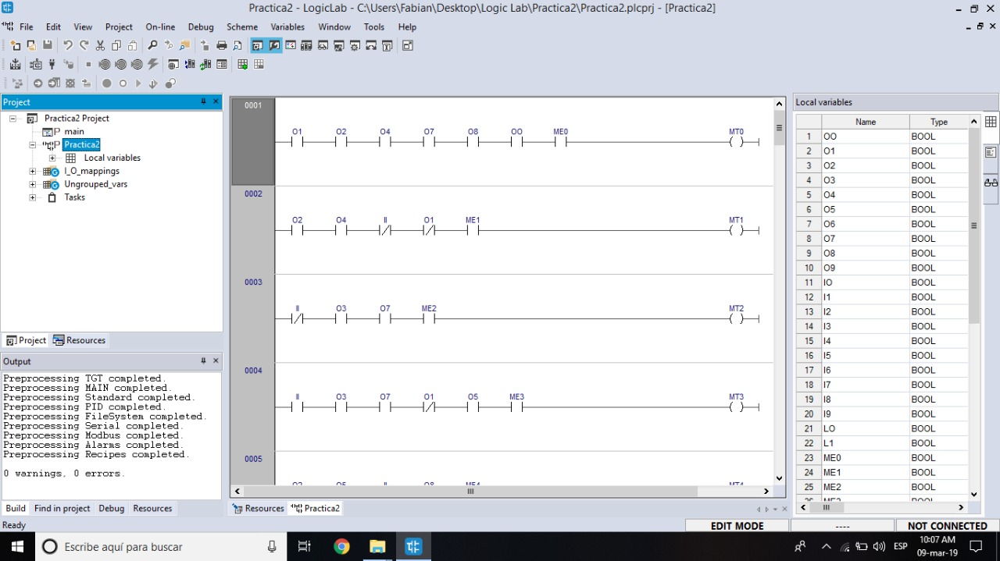 Practica2 - LogicLab - C:\Users\Fabian\Desktop\Logic Lab\Practica2\Practica2.plcprj - [Practica2]
File Edit View Project On-line Debug Scheme Variables Window Tools Help
Project
Practica2 Project
main
Practica2
Local variables
I_O_mappings
Ungrouped_vars
Tasks
Project Resources
Output
Preprocessing TGT completed.
Preprocessing MAIN completed.
Preprocessing Standard completed.
Preprocessing PID completed.
Preprocessing FileSystem completed.
Preprocessing Serial completed.
Preprocessing Modbus completed.
Preprocessing Alarms completed.
Preprocessing Recipes completed.
0 warnings, 0 errors.
Build Find in project Debug Resources
0001
O1 O2 O4 O7 O8 OO ME0 MT0
0002
O2 O4 II O1 ME1 MT1
0003
II O3 O7 ME2 MT2
0004
II O3 O7 O1 O5 ME3 MT3
0005
Resources Practica2
Local variables
Name Type
1 OO BOOL
2 O1 BOOL
3 O2 BOOL
4 O3 BOOL
5 O4 BOOL
6 O5 BOOL
7 O6 BOOL
8 O7 BOOL
9 O8 BOOL
10 O9 BOOL
11 IO BOOL
12 I1 BOOL
13 I2 BOOL
14 I3 BOOL
15 I4 BOOL
16 I5 BOOL
17 I6 BOOL
18 I7 BOOL
19 I8 BOOL
20 I9 BOOL
21 LO BOOL
22 L1 BOOL
23 ME0 BOOL
24 ME1 BOOL
25 ME2 BOOL
Ready
EDIT MODE ---- NOT CONNECTED
Escribe aquí para buscar
ESP
10:07 AM
09-mar-19